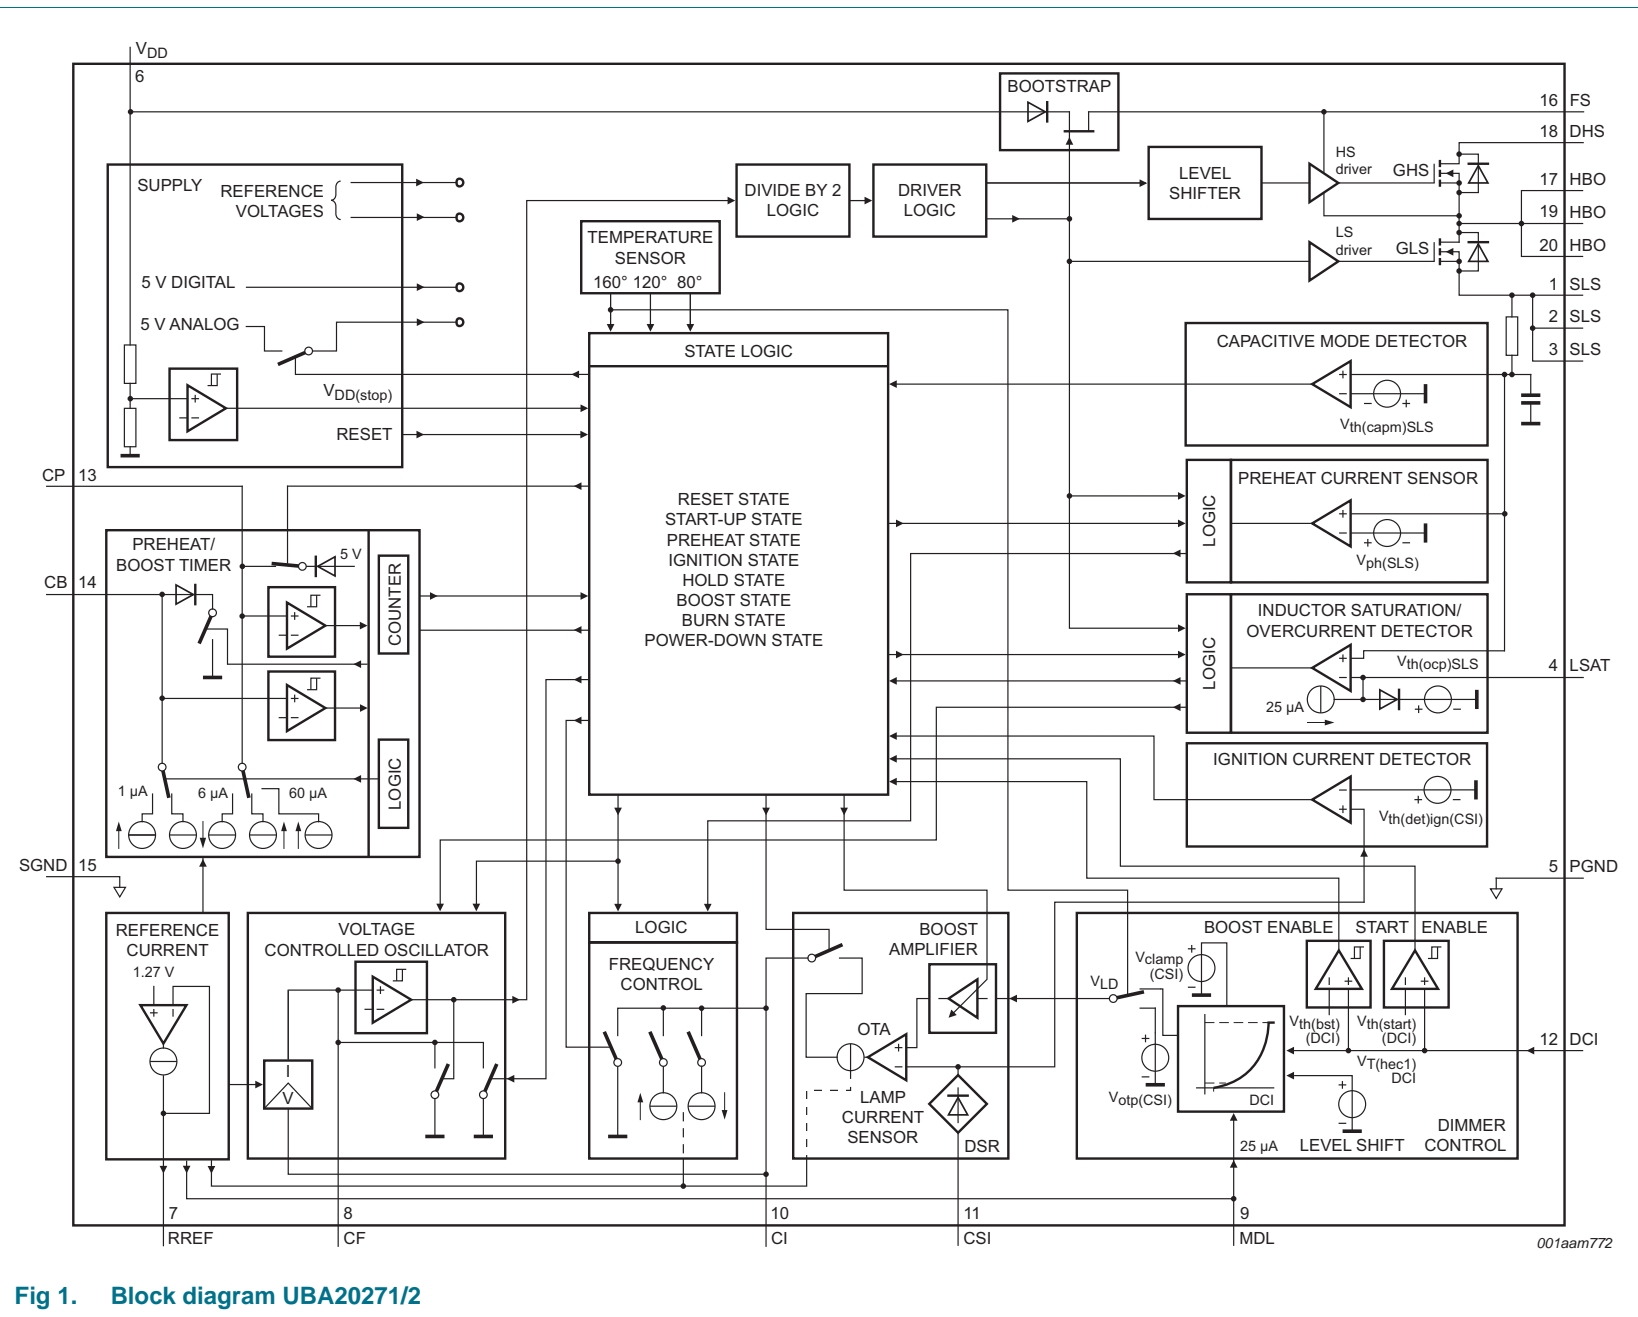 VDD
6
BOOTSTRAP
16 FS
18 DHS
SUPPLY
REFERENCE
VOLTAGES
DIVIDE BY 2
LOGIC
DRIVER
LOGIC
LEVEL
SHIFTER
HS
driver
GHS
17 HBO
19 HBO
TEMPERATURE
SENSOR
160° 120° 80°
LS
driver
GLS
20 HBO
5 V DIGITAL
5 V ANALOG
1 SLS
2 SLS
3 SLS
STATE LOGIC
CAPACITIVE MODE DETECTOR
+
−
− +
Vth(capm)SLS
VDD(stop)
+
−
RESET
CP 13
RESET STATE
START-UP STATE
PREHEAT STATE
IGNITION STATE
HOLD STATE
BOOST STATE
BURN STATE
POWER-DOWN STATE
LOGIC
PREHEAT CURRENT SENSOR
+
−
+ −
Vph(SLS)
PREHEAT/
BOOST TIMER
5 V
CB 14
+
−
COUNTER
+
−
LOGIC
1 µA
6 µA
60 µA
LOGIC
INDUCTOR SATURATION/
OVERCURRENT DETECTOR
+
−
Vth(ocp)SLS
25 µA
+ −
4 LSAT
IGNITION CURRENT DETECTOR
−
+
+ −
Vth(det)ign(CSI)
SGND 15
5 PGND
REFERENCE
CURRENT
1.27 V
+ −
VOLTAGE
CONTROLLED OSCILLATOR
+
−
I
V
LOGIC
FREQUENCY
CONTROL
BOOST
AMPLIFIER
OTA
+
−
LAMP
CURRENT
SENSOR
DSR
BOOST ENABLE
START ENABLE
Vclamp
(CSI)
+
−
VLD
− +
− +
Vth(bst)
(DCI)
Vth(start)
(DCI)
12 DCI
VT(hec1)
DCI
+
−
Votp(CSI)
DCI
+
−
DIMMER
CONTROL
25 µA
LEVEL SHIFT
7
RREF
8
CF
10
CI
11
CSI
9
MDL
001aam772
Fig 1. Block diagram UBA20271/2